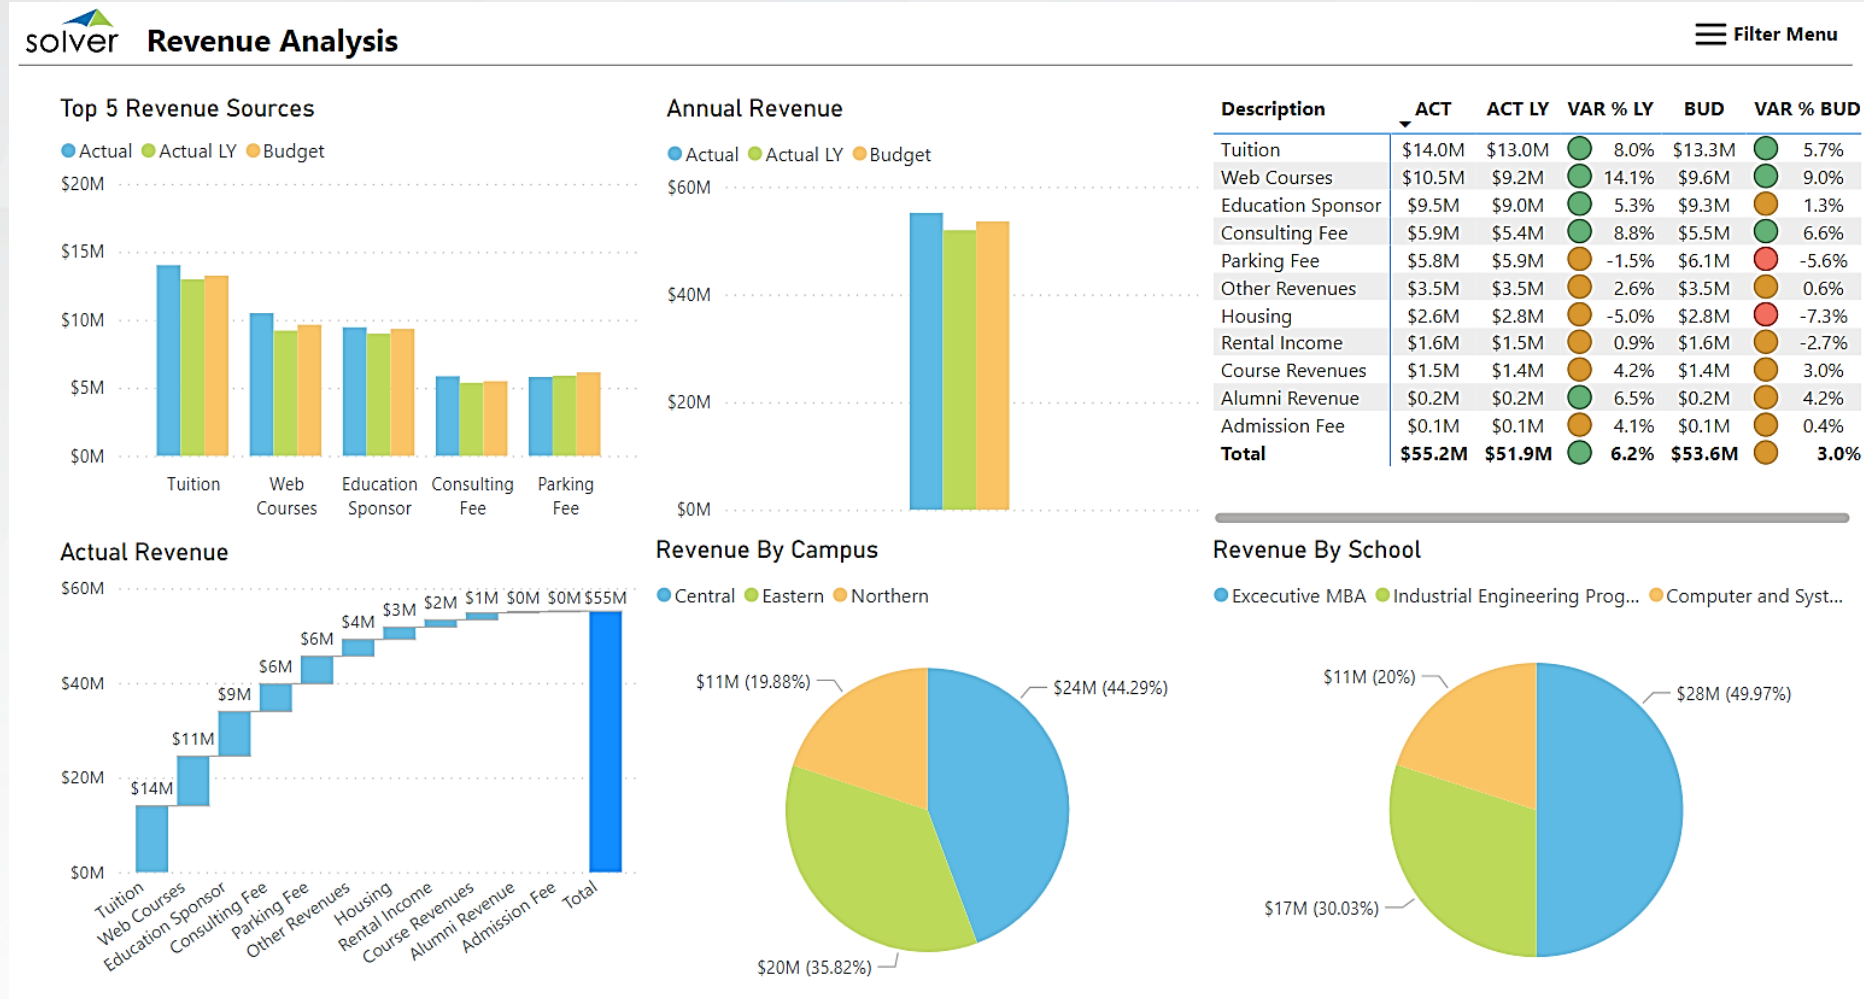 solver
Revenue Analysis
Filter Menu
Top 5 Revenue Sources
Actual Actual LY Budget
$20M
$15M
$10M
$5M
$0M
Tuition
Web Courses
Education Sponsor
Consulting Fee
Parking Fee
Annual Revenue
Actual Actual LY Budget
$60M
$40M
$20M
$0M
Description ACT ACT LY VAR % LY BUD VAR % BUD
Tuition $14.0M $13.0M 8.0% $13.3M 5.7%
Web Courses $10.5M $9.2M 14.1% $9.6M 9.0%
Education Sponsor $9.5M $9.0M 5.3% $9.3M 1.3%
Consulting Fee $5.9M $5.4M 8.8% $5.5M 6.6%
Parking Fee $5.8M $5.9M -1.5% $6.1M -5.6%
Other Revenues $3.5M $3.5M 2.6% $3.5M 0.6%
Housing $2.6M $2.8M -5.0% $2.8M -7.3%
Rental Income $1.6M $1.5M 0.9% $1.6M -2.7%
Course Revenues $1.5M $1.4M 4.2% $1.4M 3.0%
Alumni Revenue $0.2M $0.2M 6.5% $0.2M 4.2%
Admission Fee $0.1M $0.1M 4.1% $0.1M 0.4%
Total $55.2M $51.9M 6.2% $53.6M 3.0%
Actual Revenue
$60M
$40M
$20M
$0M
$14M
$11M
$9M
$6M
$6M
$4M
$3M
$2M
$1M
$0M
$0M
$55M
Tuition
Web Courses
Education Sponsor
Consulting Fee
Parking Fee
Other Revenues
Housing
Rental Income
Course Revenues
Alumni Revenue
Admission Fee
Total
Revenue By Campus
Central Eastern Northern
$11M (19.88%)
$24M (44.29%)
$20M (35.82%)
Revenue By School
Excecutive MBA Industrial Engineering Prog... Computer and Syst...
$11M (20%)
$28M (49.97%)
$17M (30.03%)